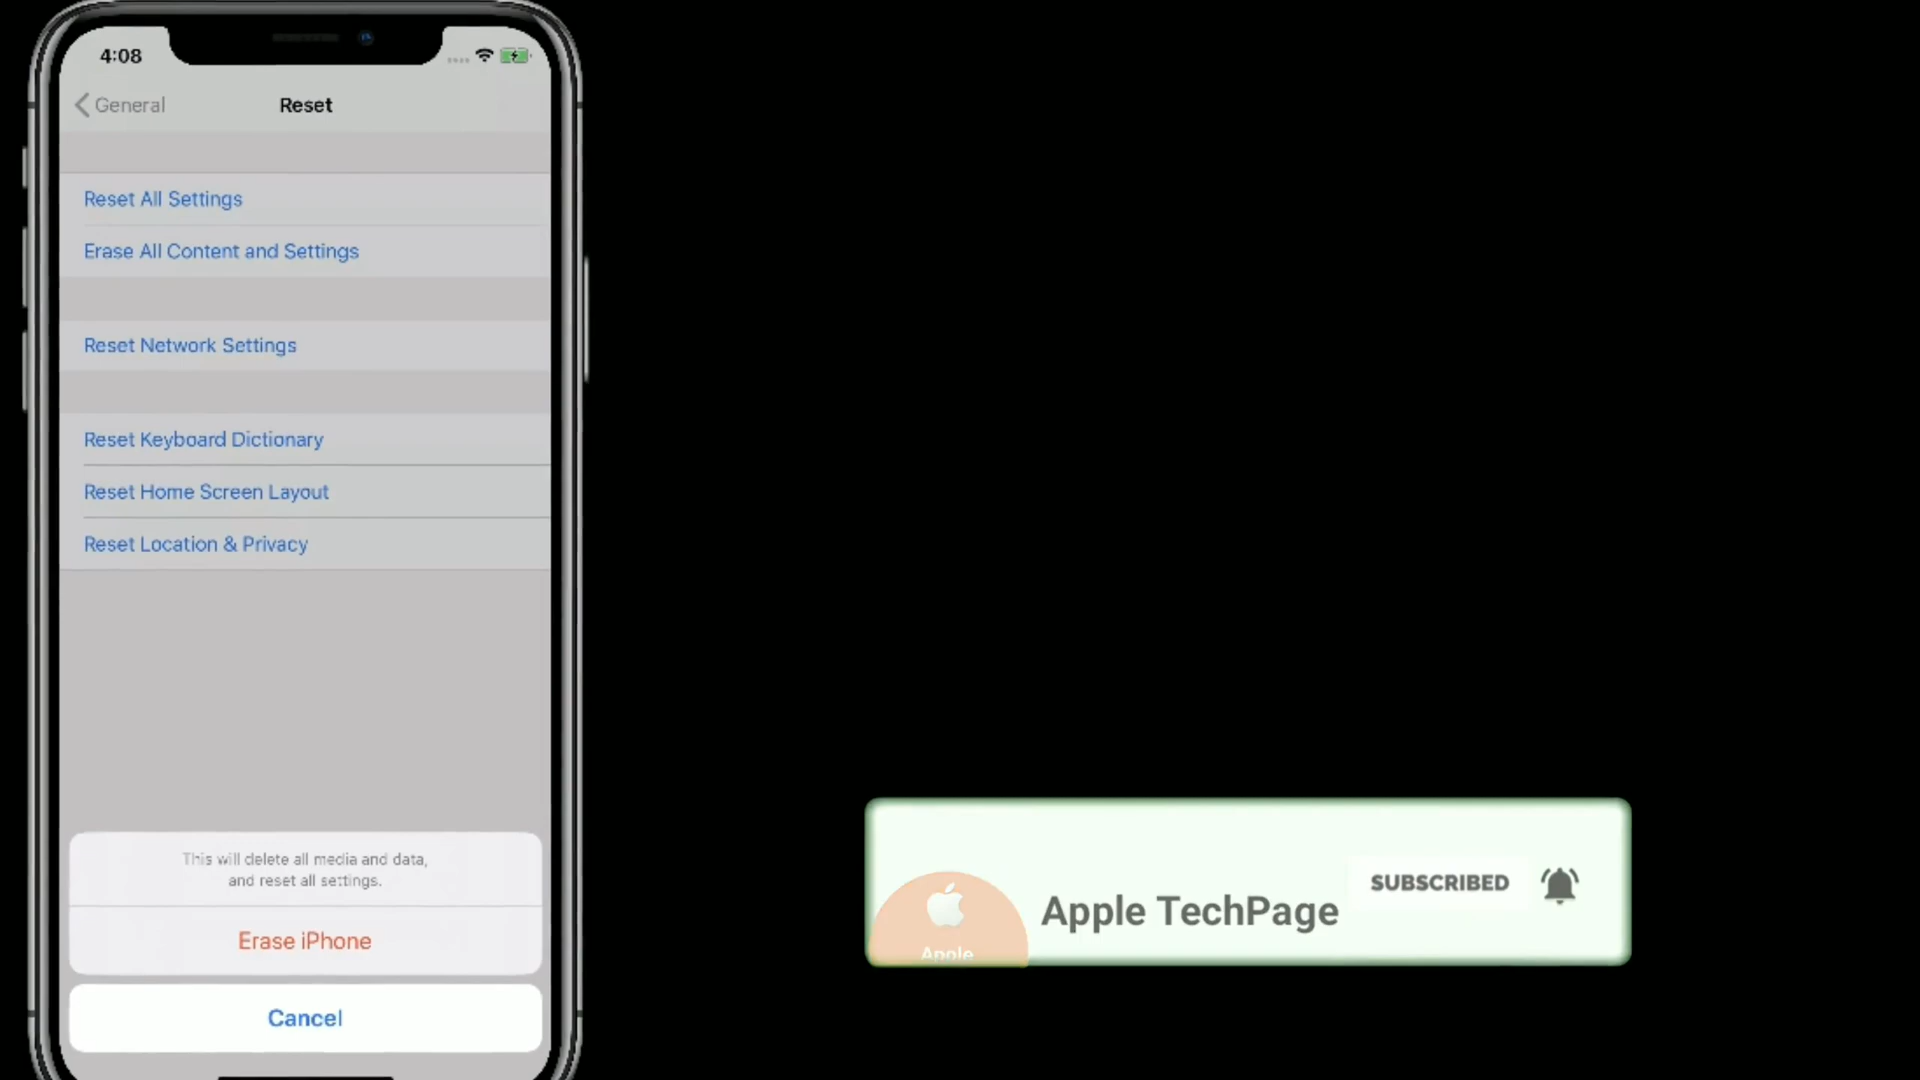 4:08
General
Reset
Reset All Settings
Erase All Content and Settings
Reset Network Settings
Reset Keyboard Dictionary
Reset Home Screen Layout
Reset Location & Privacy
This will delete all media and data,
and reset all settings.
Erase iPhone
Cancel
Apple
Apple TechPage
SUBSCRIBED